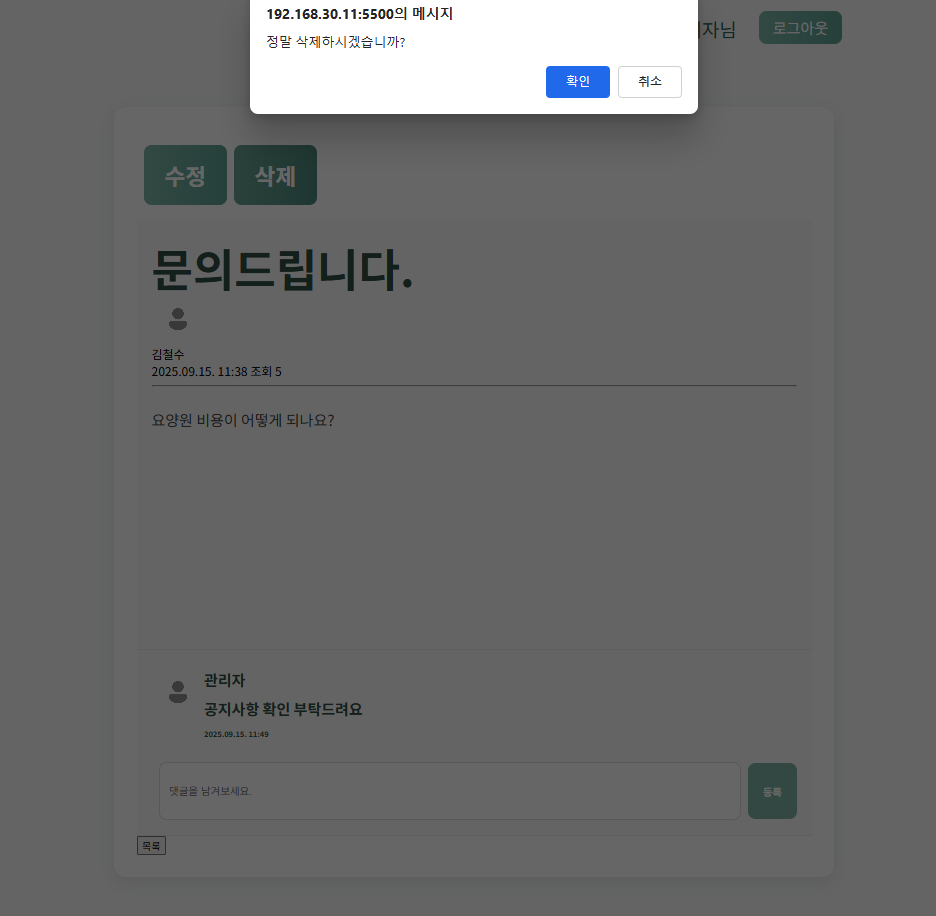 192.168.30.11:5500의 메시지
정말 삭제하시겠습니까?
확인 취소
자님 로그아웃
수정 삭제
문의드립니다.
김철수
2025.09.15. 11:38 조회 5
요양원 비용이 어떻게 되나요?
관리자
공지사항 확인 부탁드려요
2025.09.15. 11:49
댓글을 남겨보세요.
등록
목록